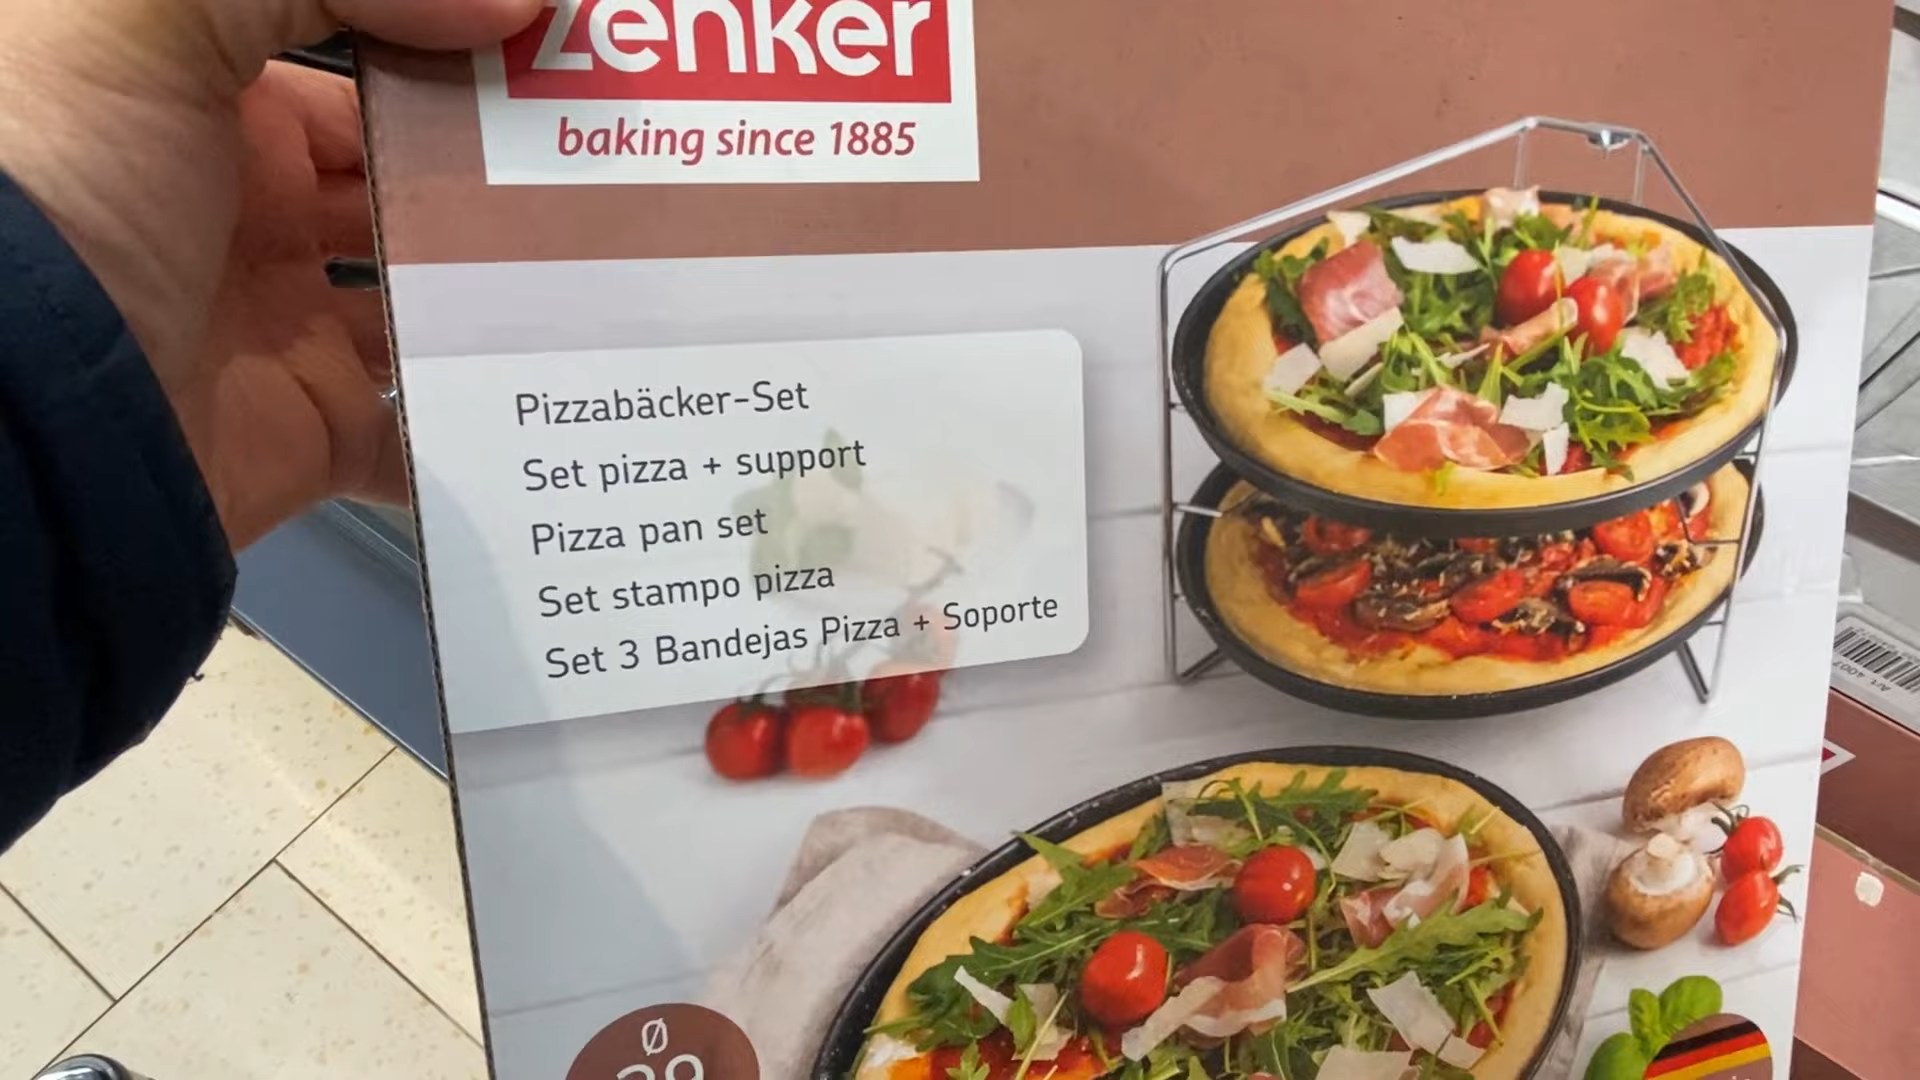 zenker
baking since 1885
Pizzabäcker-Set
Set pizza + support
Pizza pan set
Set stampo pizza
Set 3 Bandejas Pizza + Soporte
Ø